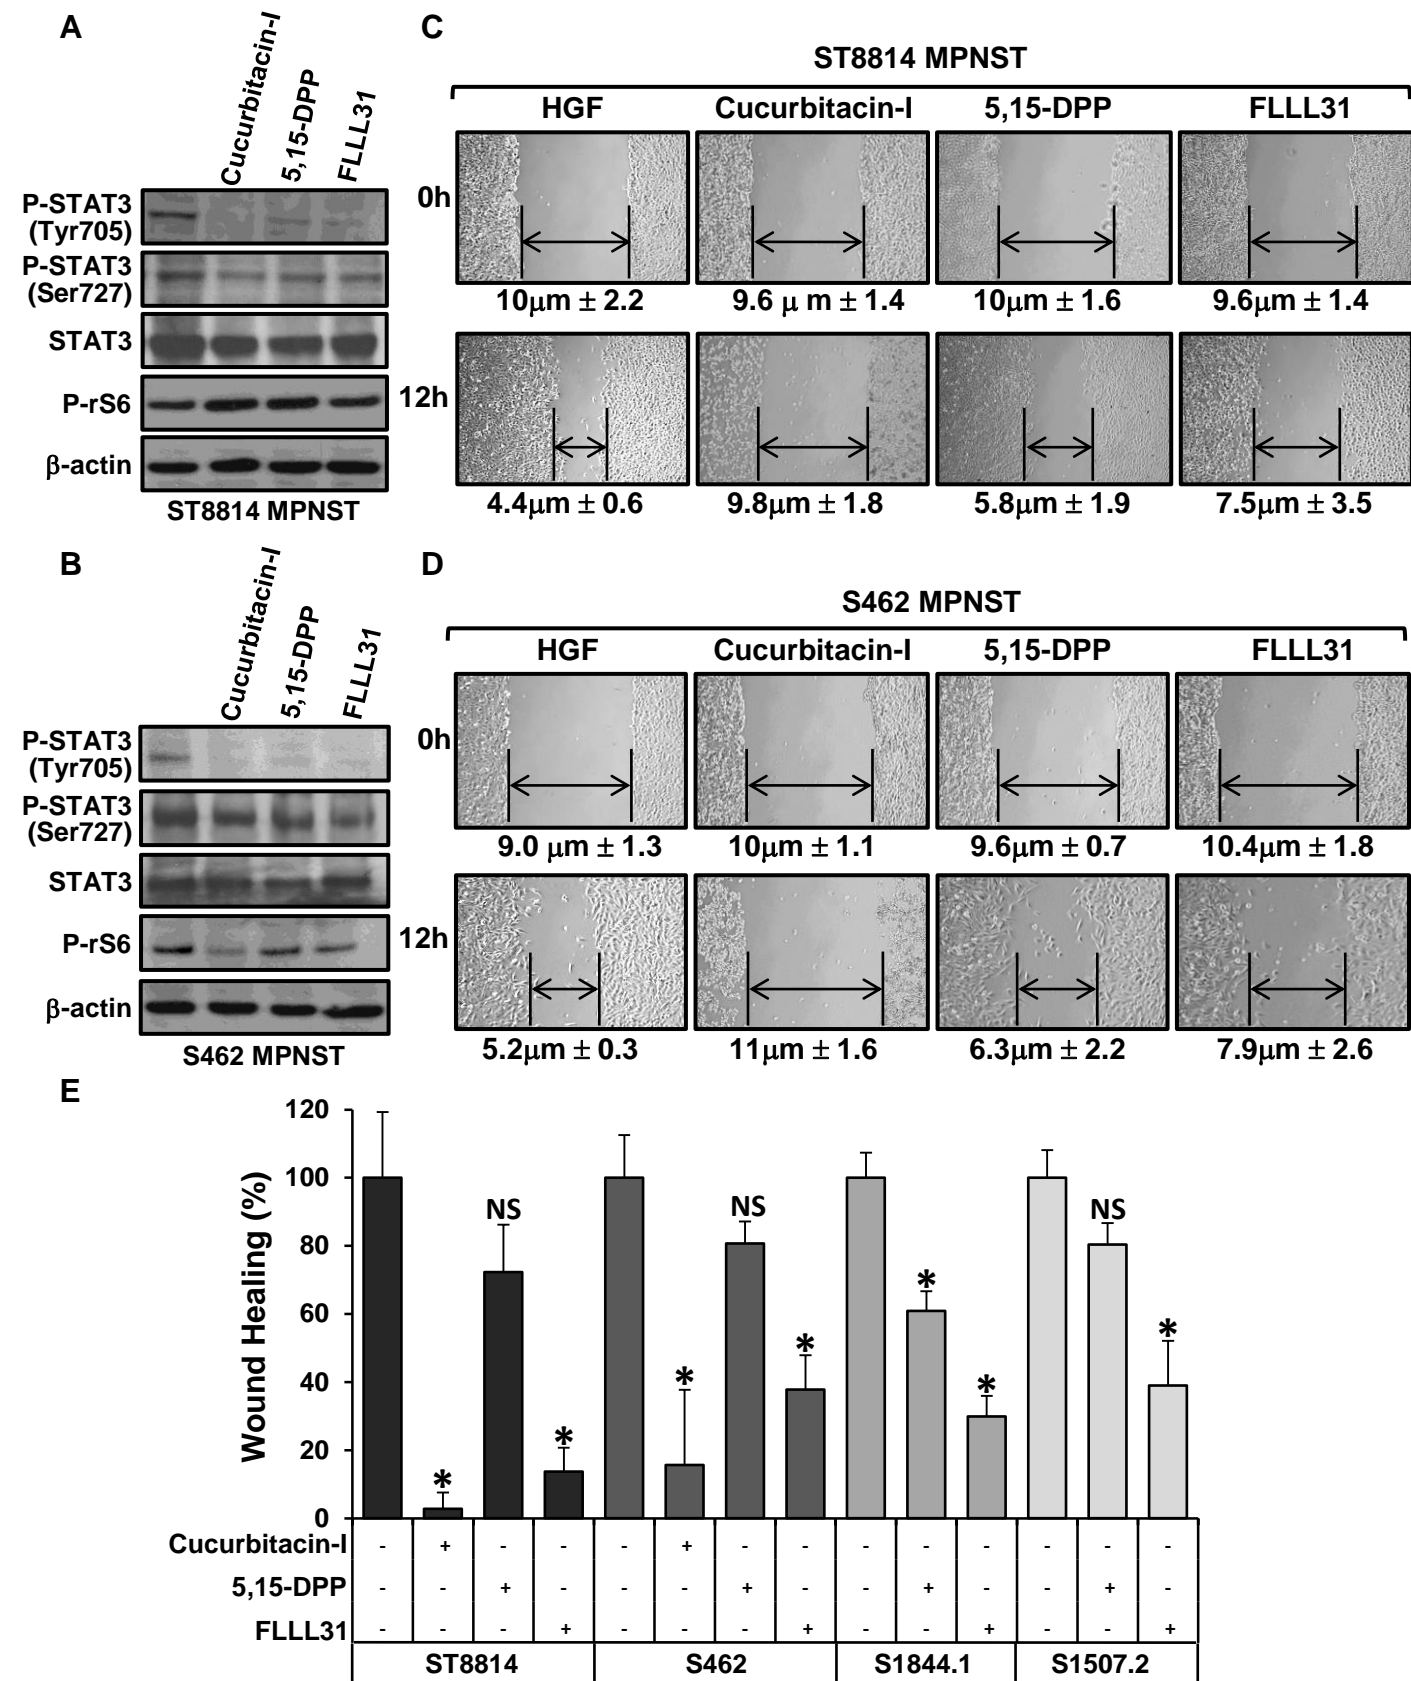 A
Cucurbitacin-I
5,15-DPP
FLLL31
P-STAT3
(Tyr705)
P-STAT3
(Ser727)
STAT3
P-rS6
β-actin
ST8814 MPNST
C
ST8814 MPNST
HGF Cucurbitacin-I 5,15-DPP FLLL31
0h
10μm ± 2.2 9.6 μ m ± 1.4 10μm ± 1.6 9.6μm ± 1.4
12h
4.4μm ± 0.6 9.8μm ± 1.8 5.8μm ± 1.9 7.5μm ± 3.5
B
Cucurbitacin-I
5,15-DPP
FLLL31
P-STAT3
(Tyr705)
P-STAT3
(Ser727)
STAT3
P-rS6
β-actin
S462 MPNST
D
S462 MPNST
HGF Cucurbitacin-I 5,15-DPP FLLL31
0h
9.0 μm ± 1.3 10μm ± 1.1 9.6μm ± 0.7 10.4μm ± 1.8
12h
5.2μm ± 0.3 11μm ± 1.6 6.3μm ± 2.2 7.9μm ± 2.6
E
Wound Healing (%)
120
100
80
60
40
20
0
* NS * * NS * * * NS *
Cucurbitacin-I - + - - - + - - - - - - - -
5,15-DPP - - + - - - + - - + - - + -
FLLL31 - - - + - - - + - - + - - +
ST8814 S462 S1844.1 S1507.2